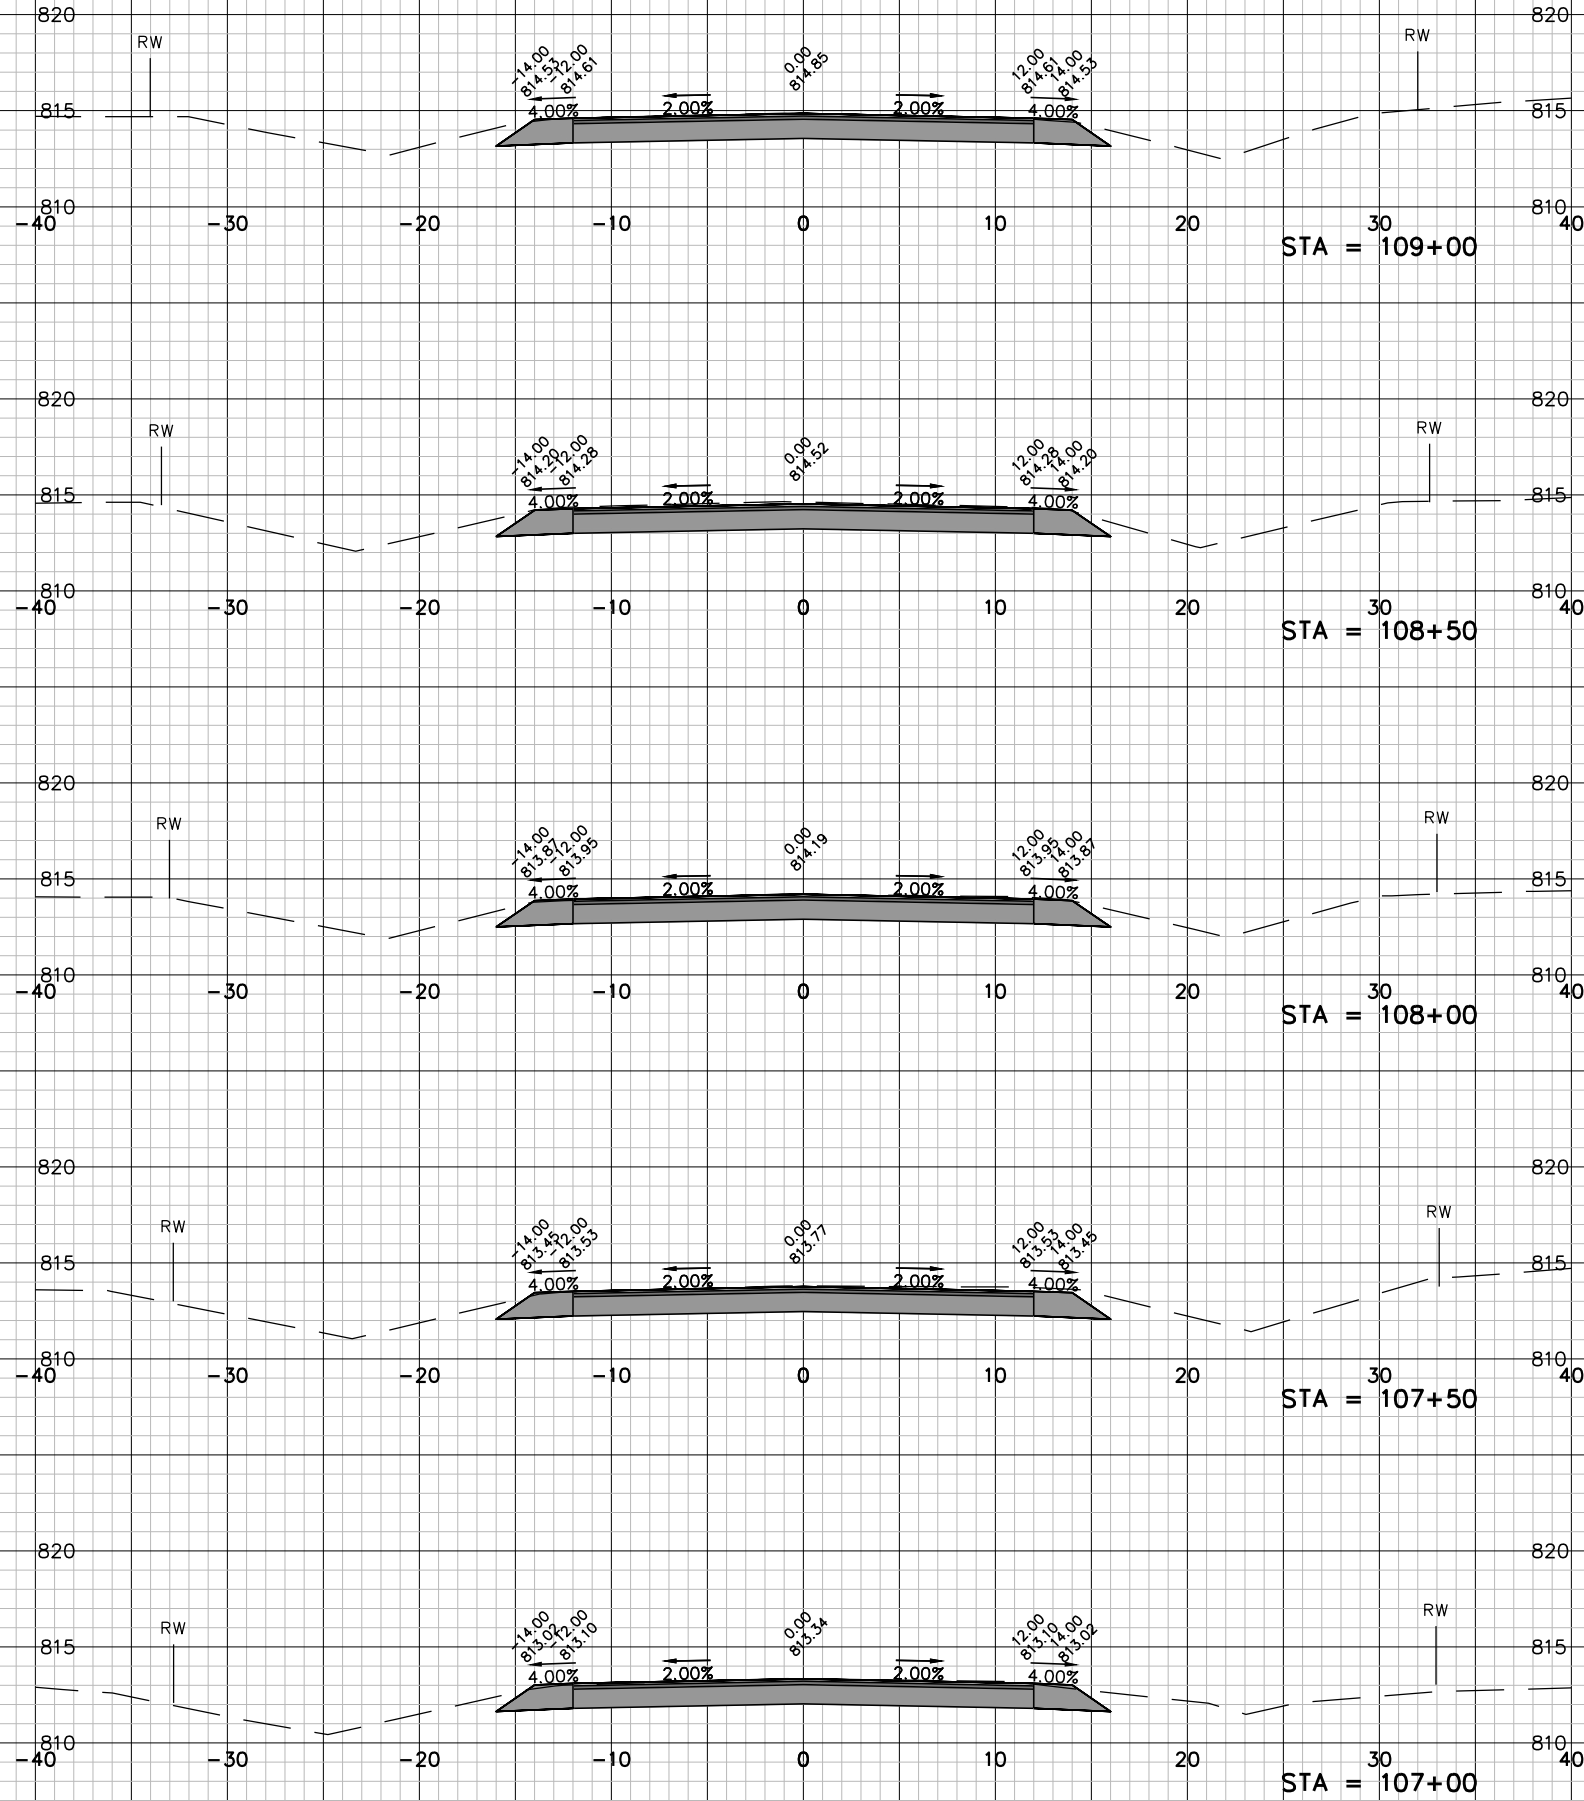 820 820
RW RW
-14.00 -12.00 0.00 12.00 14.00
814.53 814.61 814.85 814.61 814.53
815 4.00% 2.00% 2.00% 4.00% 815
810 810
-40 -30 -20 -10 0 10 20 30 40
STA = 109+00
820 820
RW RW
-14.00 -12.00 0.00 12.00 14.00
814.20 814.28 814.52 814.28 814.20
815 4.00% 2.00% 2.00% 4.00% 815
810 810
-40 -30 -20 -10 0 10 20 30 40
STA = 108+50
820 820
RW RW
-14.00 -12.00 0.00 12.00 14.00
813.87 813.95 814.19 813.95 813.87
815 4.00% 2.00% 2.00% 4.00% 815
810 810
-40 -30 -20 -10 0 10 20 30 40
STA = 108+00
820 820
RW RW
-14.00 -12.00 0.00 12.00 14.00
813.45 813.53 813.77 813.53 813.45
815 4.00% 2.00% 2.00% 4.00% 815
810 810
-40 -30 -20 -10 0 10 20 30 40
STA = 107+50
820 820
RW RW
-14.00 -12.00 0.00 12.00 14.00
813.02 813.10 813.34 813.10 813.02
815 4.00% 2.00% 2.00% 4.00% 815
810 810
-40 -30 -20 -10 0 10 20 30 40
STA = 107+00